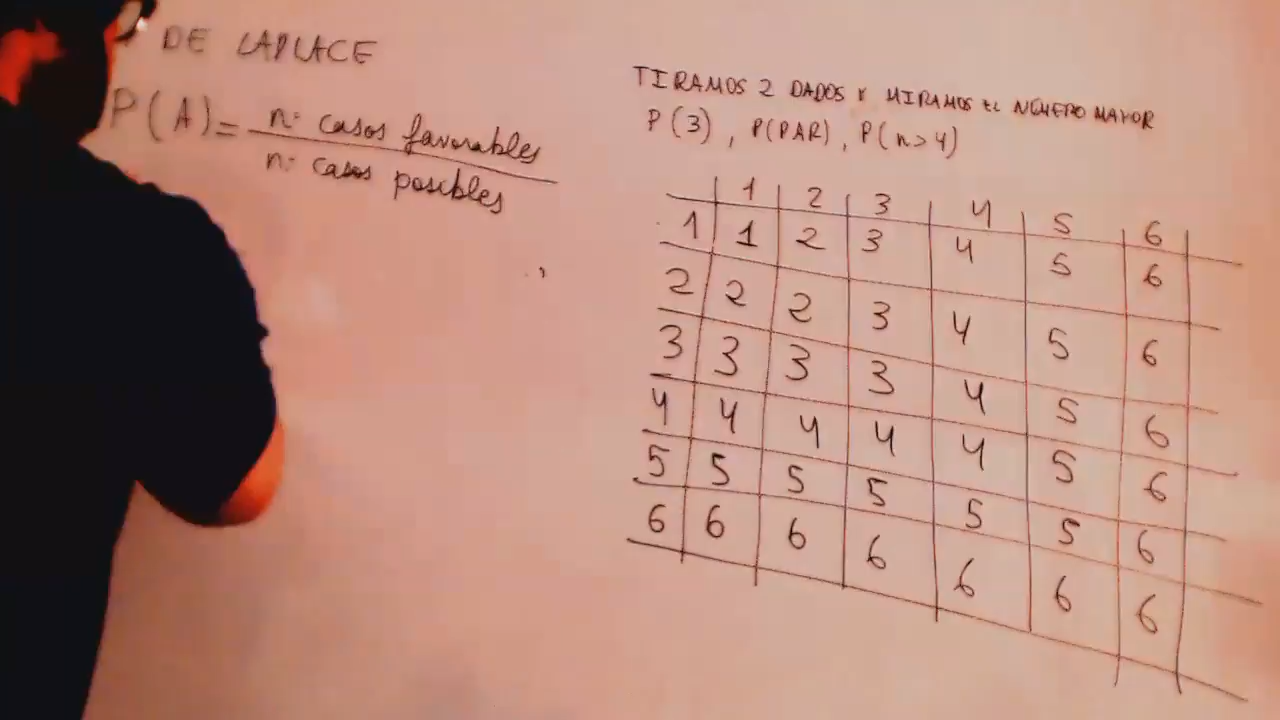 DE LAPLACE
P(A) = nº casos favorables
nº casos posibles
TIRAMOS 2 DADOS Y MIRAMOS EL NÚMERO MAYOR
P(3), P(PAR), P(n>4)
1 2 3 4 5 6
1 1 2 3 4 5 6
2 2 2 3 4 5 6
3 3 3 3 4 5 6
4 4 4 4 4 5 6
5 5 5 5 5 5 6
6 6 6 6 6 6 6